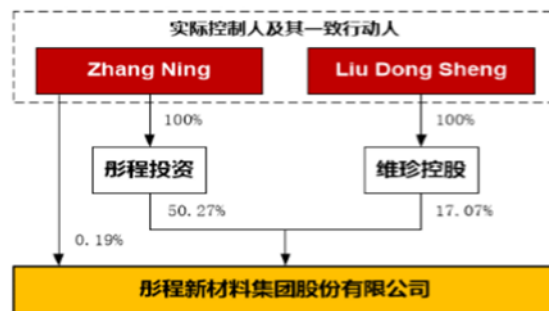 实际控制人及其一致行动人
Zhang Ning
Liu Dong Sheng
100%
100%
彤程投资
维珍控股
50.27%
17.07%
0.19%
彤程新材料集团股份有限公司